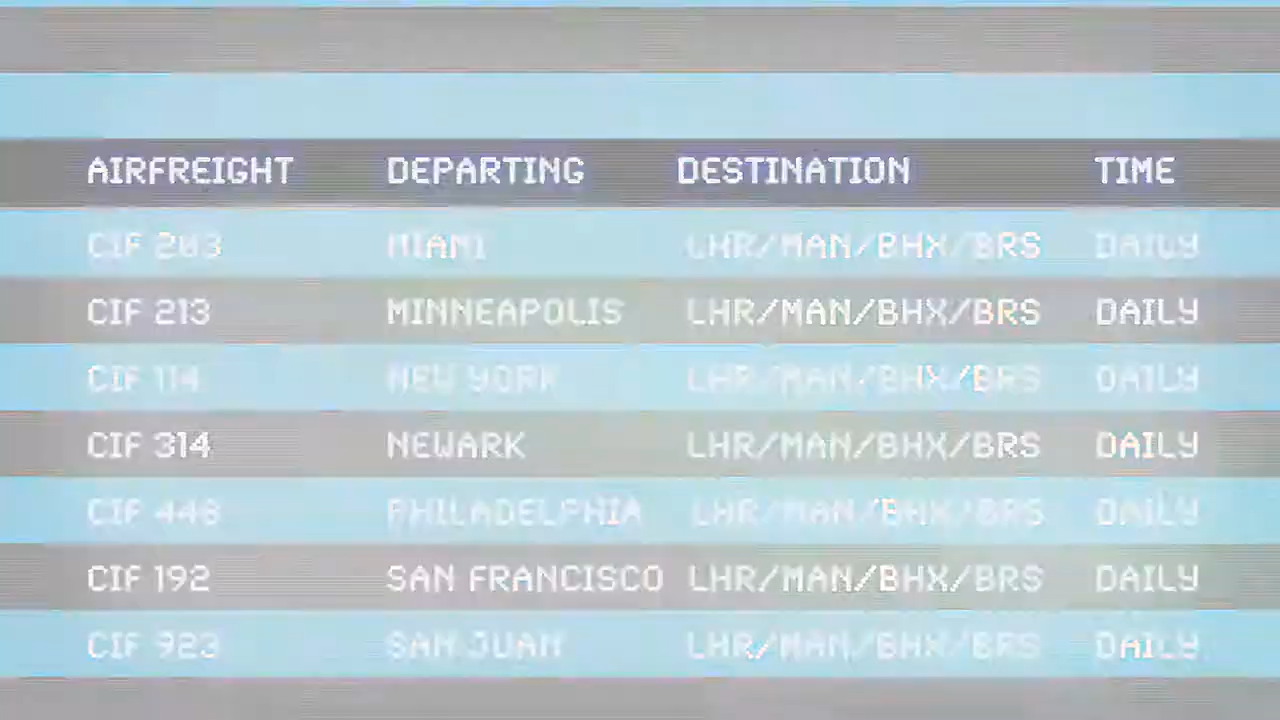 AIRFREIGHT DEPARTING DESTINATION TIME
CIF 203 MIAMI LHR/MAN/BHX/BRS DAILY
CIF 213 MINNEAPOLIS LHR/MAN/BHX/BRS DAILY
CIF 114 NEW YORK LHR/MAN/BHX/BRS DAILY
CIF 314 NEWARK LHR/MAN/BHX/BRS DAILY
CIF 448 PHILADELPHIA LHR/MAN/BHX/BRS DAILY
CIF 192 SAN FRANCISCO LHR/MAN/BHX/BRS DAILY
CIF 923 SAN JUAN LHR/MAN/BHX/BRS DAILY